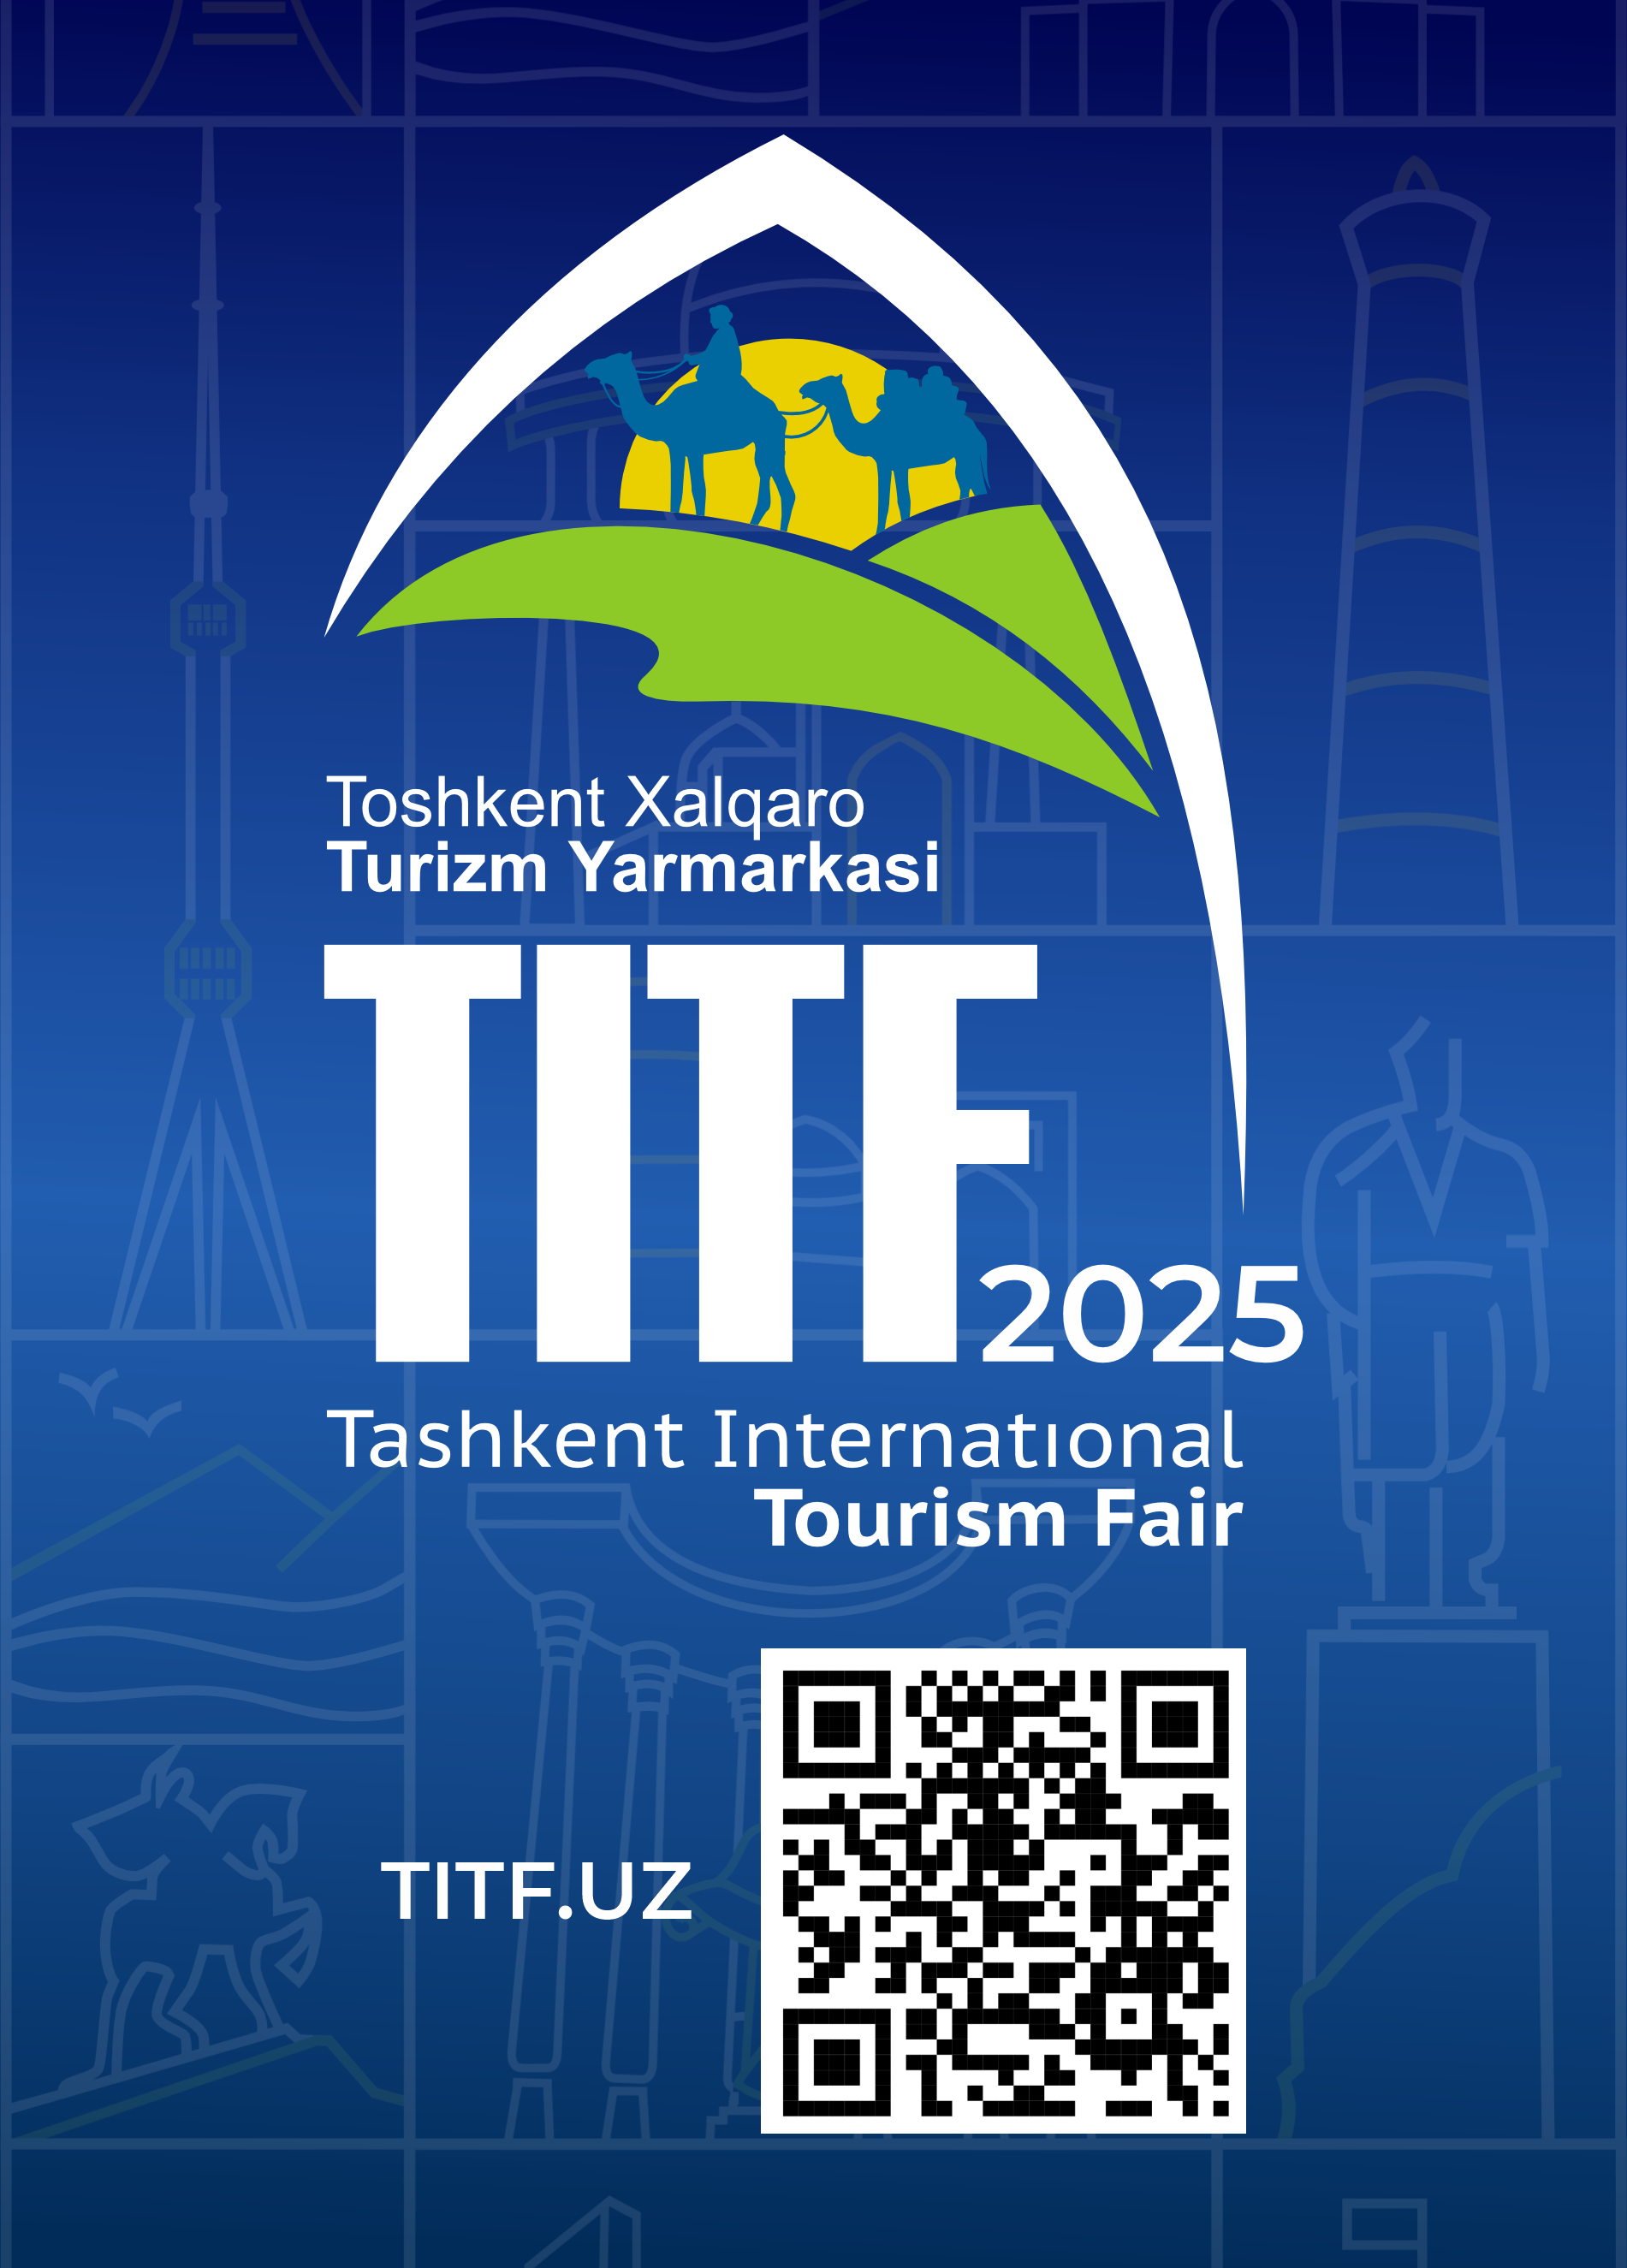 Toshkent Xalqaro
Turizm Yarmarkasi
TITF 2025
Tashkent International
Tourism Fair
TITF.UZ